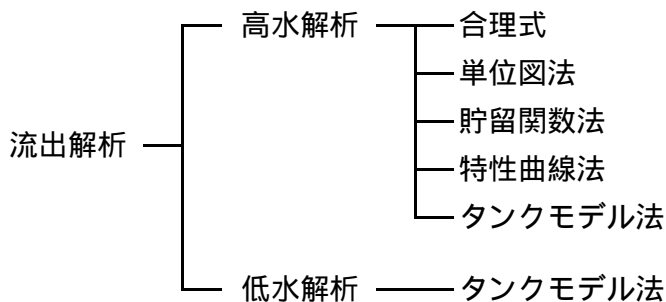 流出解析
高水解析
合理式
単位図法
貯留関数法
特性曲線法
タンクモデル法
低水解析
タンクモデル法